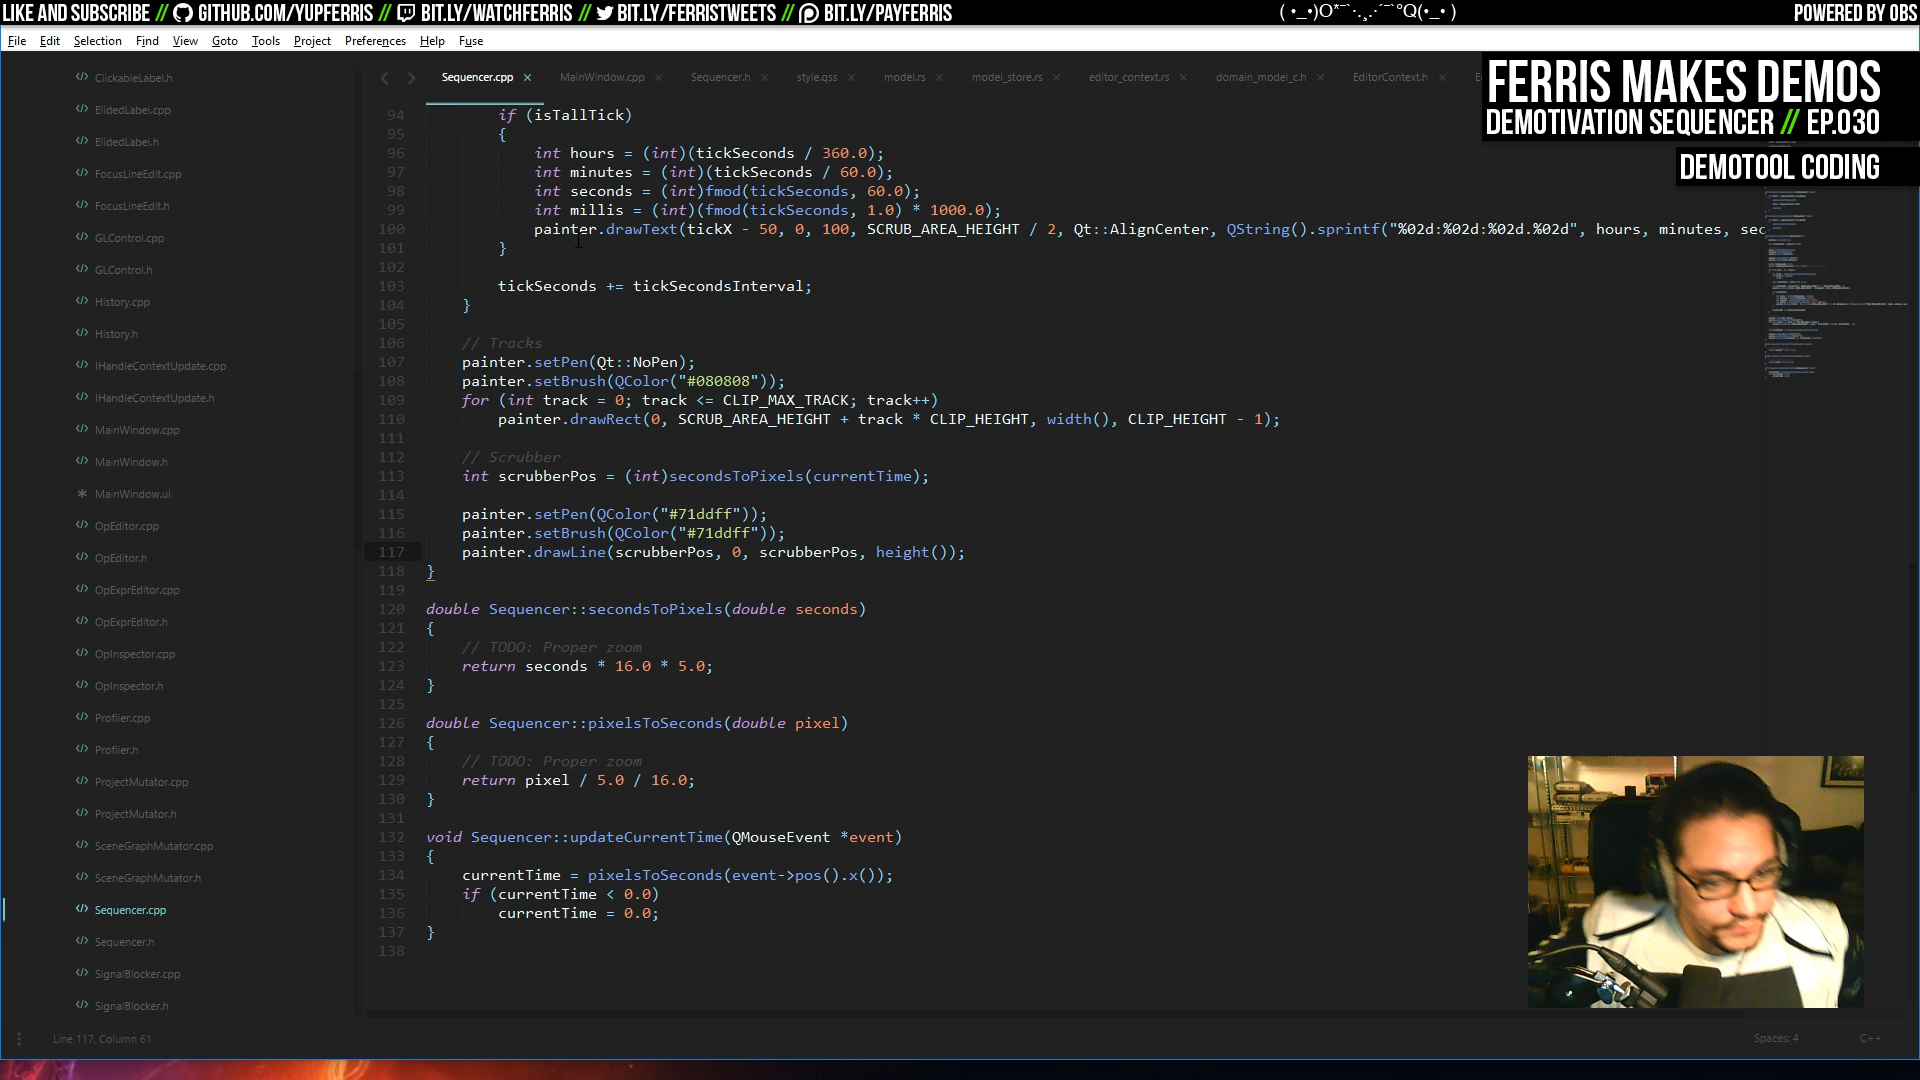 LIKE AND SUBSCRIBE // GITHUB.COM/YUPFERRIS // BIT.LY/WATCHFERRIS // BIT.LY/FERRISTWEETS // BIT.LY/PAYFERRIS
POWERED BY OBS
File Edit Selection Find View Goto Tools Project Preferences Help Fuse
Sequencer.cpp MainWindow.cpp Sequencer.h style.qss model.rs model_store.rs editor_context.rs domain_model_c.h EditorContext.h
FERRIS MAKES DEMOS
DEMOTIVATION SEQUENCER // EP.030
DEMOTOOL CODING
ClickableLabel.h
ElidedLabel.cpp
ElidedLabel.h
FocusLineEdit.cpp
FocusLineEdit.h
GLControl.cpp
GLControl.h
History.cpp
History.h
IHandleContextUpdate.cpp
IHandleContextUpdate.h
MainWindow.cpp
MainWindow.h
MainWindow.ui
OpEditor.cpp
OpEditor.h
OpExprEditor.cpp
OpExprEditor.h
OpInspector.cpp
OpInspector.h
Profiler.cpp
Profiler.h
ProjectMutator.cpp
ProjectMutator.h
SceneGraphMutator.cpp
SceneGraphMutator.h
Sequencer.cpp
Sequencer.h
SignalBlocker.cpp
SignalBlocker.h
94 if (isTallTick)
95 {
96 int hours = (int)(tickSeconds / 360.0);
97 int minutes = (int)(tickSeconds / 60.0);
98 int seconds = (int)fmod(tickSeconds, 60.0);
99 int millis = (int)(fmod(tickSeconds, 1.0) * 1000.0);
100 painter.drawText(tickX - 50, 0, 100, SCRUB_AREA_HEIGHT / 2, Qt::AlignCenter, QString().sprintf("%02d:%02d:%02d.%02d", hours, minutes, sec
101 }
102
103 tickSeconds += tickSecondsInterval;
104 }
105
106 // Tracks
107 painter.setPen(Qt::NoPen);
108 painter.setBrush(QColor("#080808"));
109 for (int track = 0; track <= CLIP_MAX_TRACK; track++)
110 painter.drawRect(0, SCRUB_AREA_HEIGHT + track * CLIP_HEIGHT, width(), CLIP_HEIGHT - 1);
111
112 // Scrubber
113 int scrubberPos = (int)secondsToPixels(currentTime);
114
115 painter.setPen(QColor("#71ddff"));
116 painter.setBrush(QColor("#71ddff"));
117 painter.drawLine(scrubberPos, 0, scrubberPos, height());
118 }
119
120 double Sequencer::secondsToPixels(double seconds)
121 {
122 // TODO: Proper zoom
123 return seconds * 16.0 * 5.0;
124 }
125
126 double Sequencer::pixelsToSeconds(double pixel)
127 {
128 // TODO: Proper zoom
129 return pixel / 5.0 / 16.0;
130 }
131
132 void Sequencer::updateCurrentTime(QMouseEvent *event)
133 {
134 currentTime = pixelsToSeconds(event->pos().x());
135 if (currentTime < 0.0)
136 currentTime = 0.0;
137 }
138
Line 117, Column 61
Spaces: 4
C++